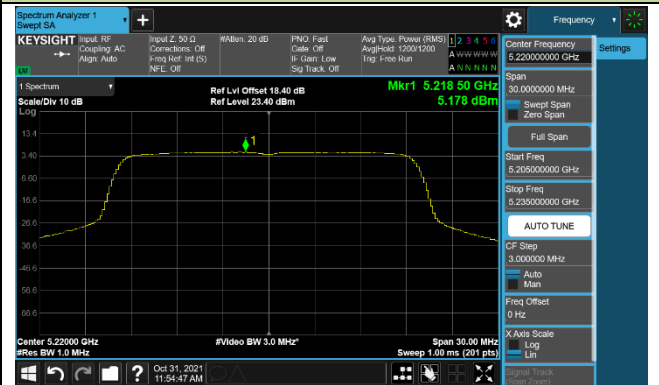 Spectrum Analyzer 1
Swept SA
Frequency
KEYSIGHT
Input: RF
Coupling: AC
Align: Auto
Input Z: 50 Ω
Corrections: Off
Freq Ref: Int (S)
NFE: Off
#Atten: 20 dB
PNO: Fast
Gate: Off
IF Gain: Low
Sig Track: Off
Avg Type: Power (RMS)
Avg|Hold: 1200/1200
Trig: Free Run
1 2 3 4 5 6
A W W W W W
A N N N N N
LXI
1 Spectrum
Scale/Div 10 dB
Log
Ref Lvl Offset 18.40 dB
Ref Level 23.40 dBm
Mkr1 5.218 50 GHz
5.178 dBm
1
13.4
3.40
-6.60
-16.6
-26.6
-36.6
-46.6
-56.6
-66.6
Center 5.22000 GHz
#Res BW 1.0 MHz
#Video BW 3.0 MHz*
Span 30.00 MHz
Sweep 1.00 ms (201 pts)
Oct 31, 2021
11:54:47 AM
Center Frequency
5.220000000 GHz
Span
30.0000000 MHz
Swept Span
Zero Span
Full Span
Start Freq
5.205000000 GHz
Stop Freq
5.235000000 GHz
AUTO TUNE
CF Step
3.000000 MHz
Auto
Man
Freq Offset
0 Hz
X Axis Scale
Log
Lin
Signal Track
(Span Zoom)
Settings